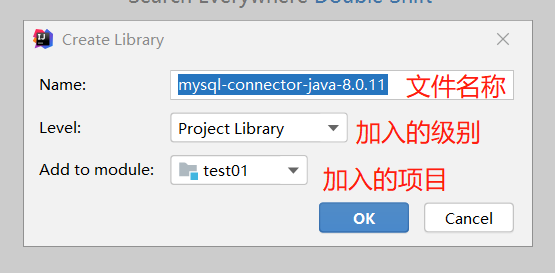 Search Everywhere Double Shift
Create Library
Name: mysql-connector-java-8.0.11 文件名称
Level: Project Library 加入的级别
Add to module: test01 加入的项目
OK Cancel